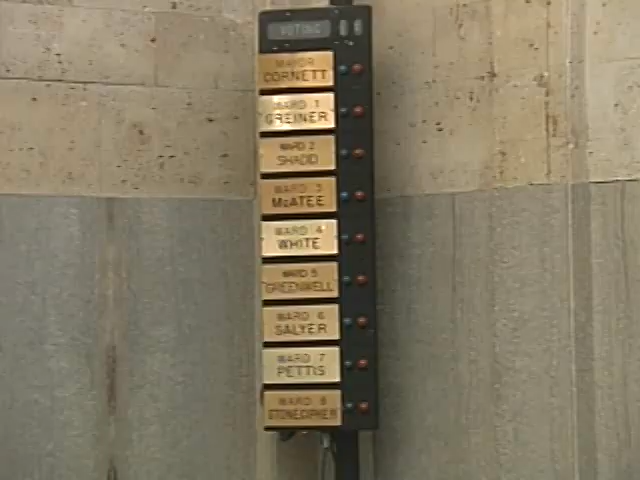 VOTING
MAYOR
CORNETT
WARD 1
GREINER
WARD 2
SHADID
WARD 3
McATEE
WARD 4
WHITE
WARD 5
GREENWELL
WARD 6
SALYER
WARD 7
PETTIS
WARD 8
STONECIPHER